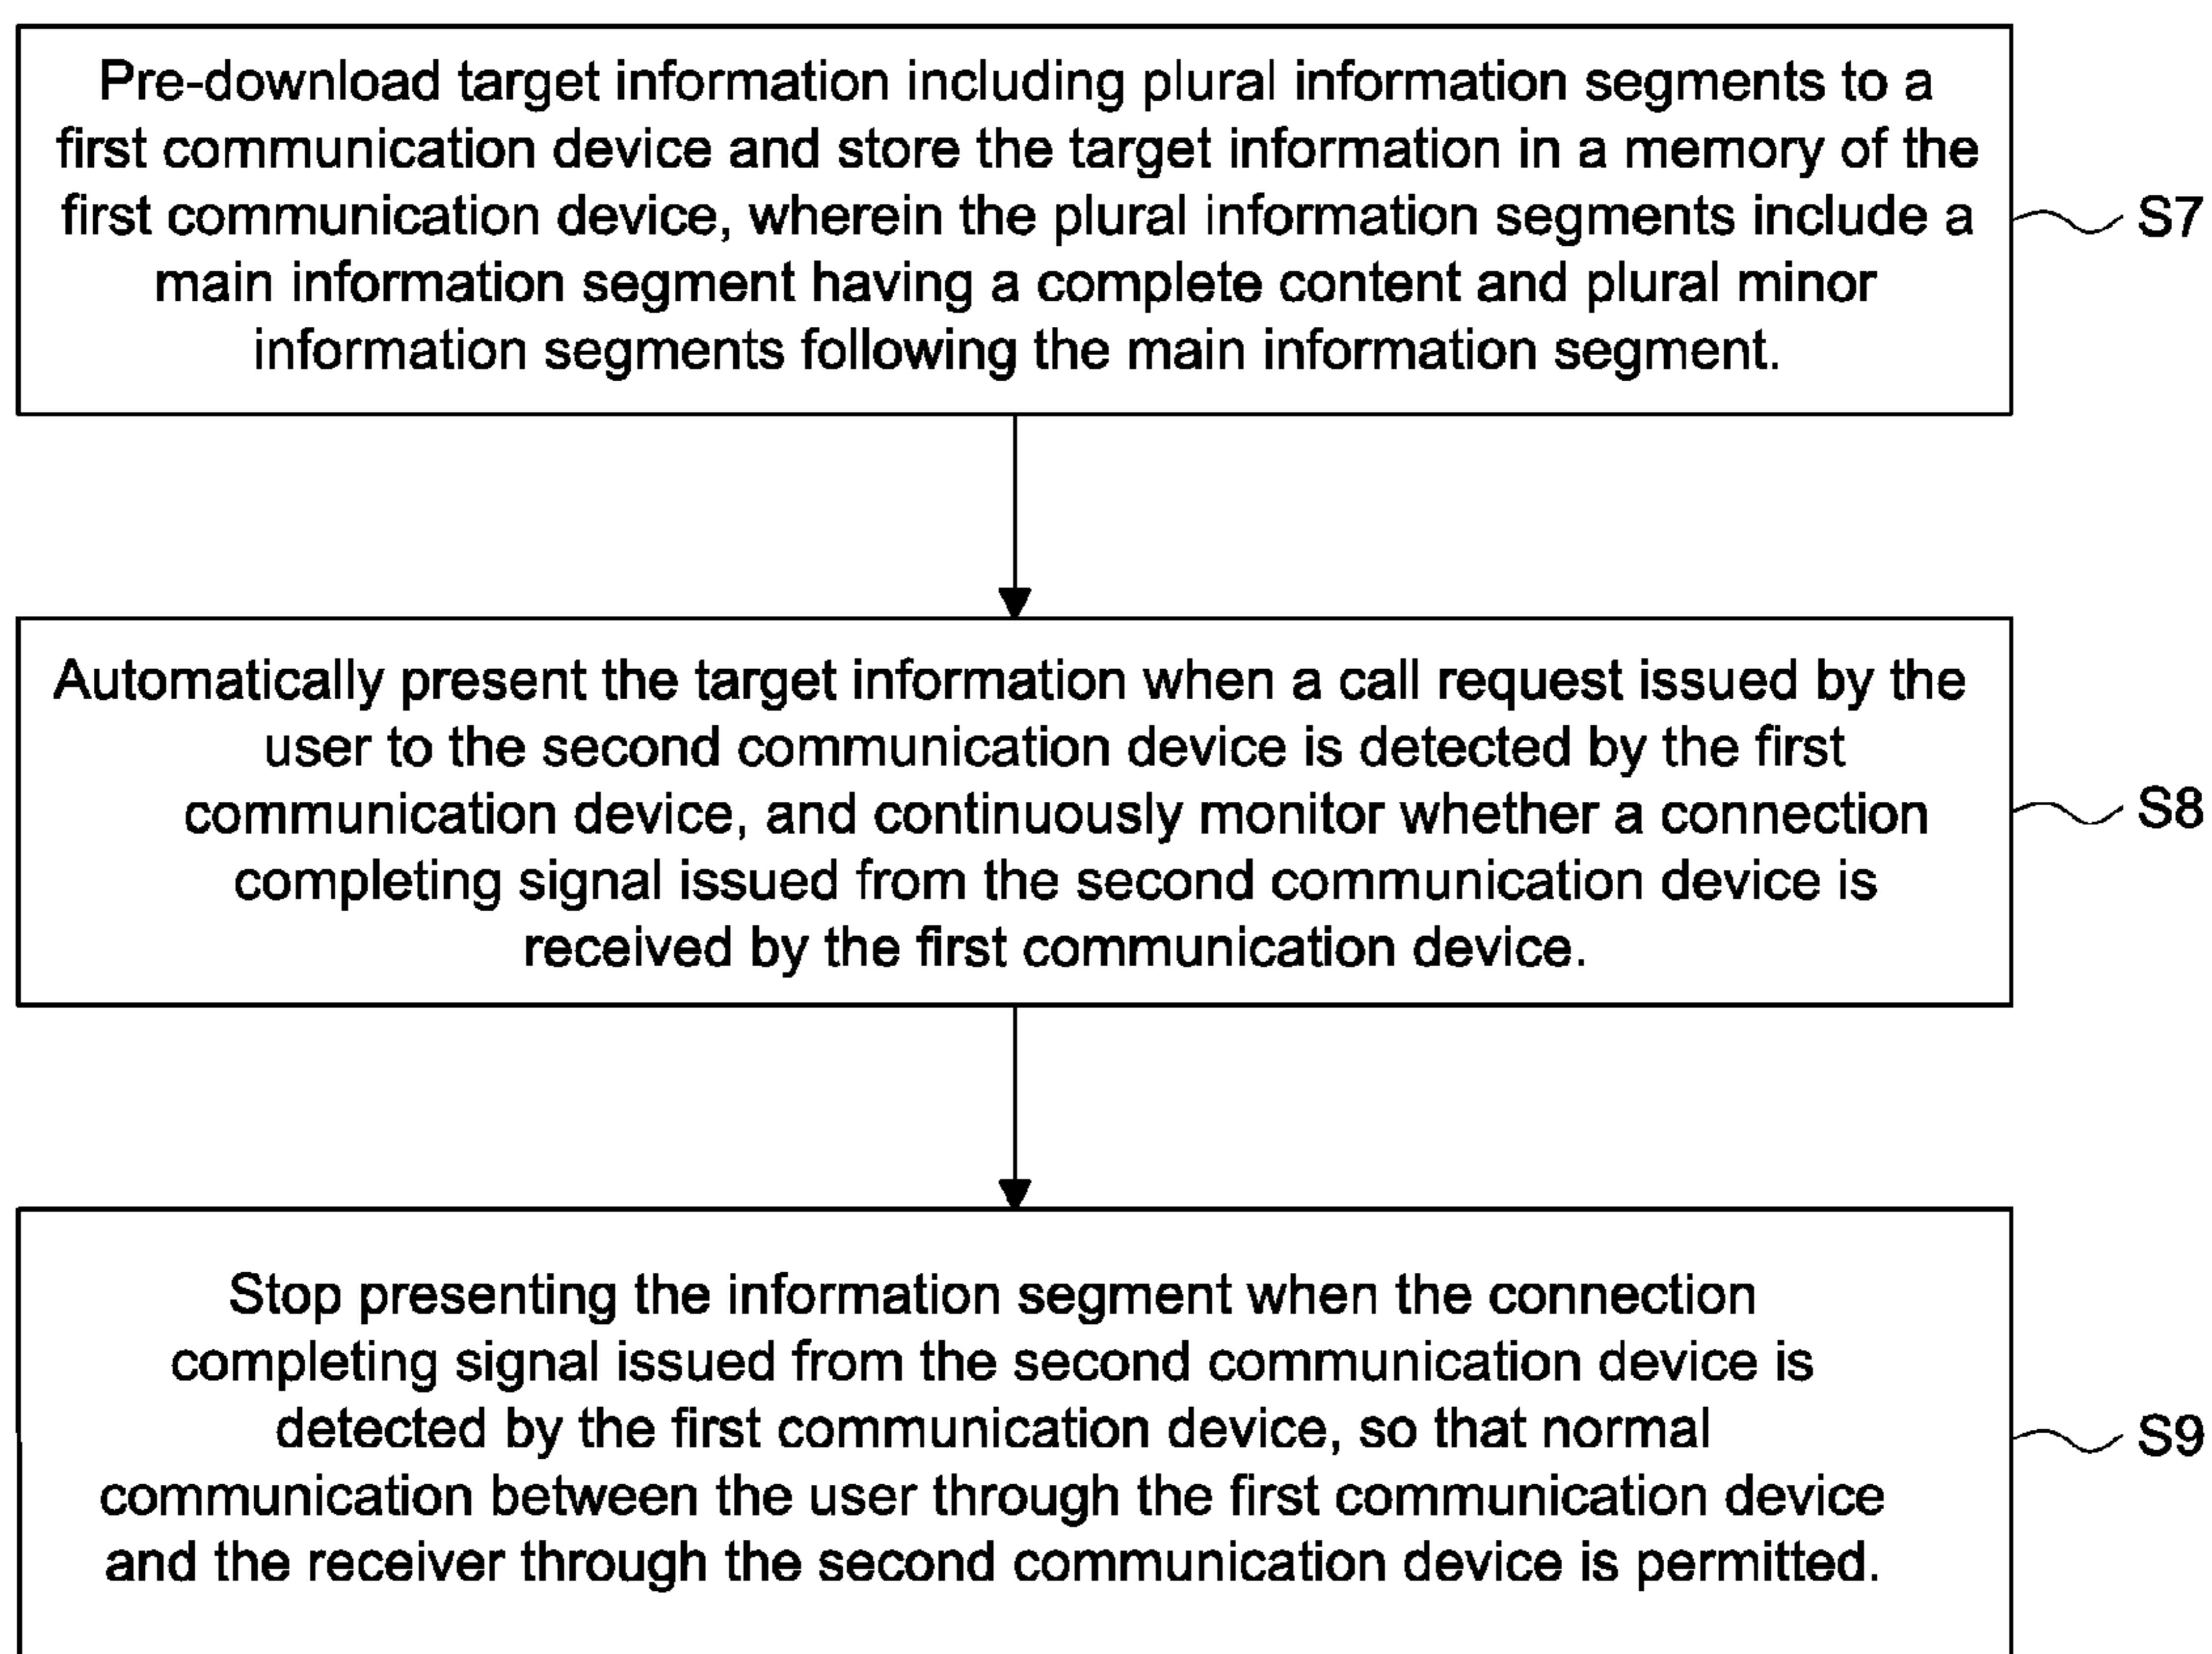 Pre-download target information including plural information segments to a
first communication device and store the target information in a memory of the
first communication device, wherein the plural information segments include a
main information segment having a complete content and plural minor
information segments following the main information segment.
S7
Automatically present the target information when a call request issued by the
user to the second communication device is detected by the first
communication device, and continuously monitor whether a connection
completing signal issued from the second communication device is
received by the first communication device.
S8
Stop presenting the information segment when the connection
completing signal issued from the second communication device is
detected by the first communication device, so that normal
communication between the user through the first communication device
and the receiver through the second communication device is permitted.
S9